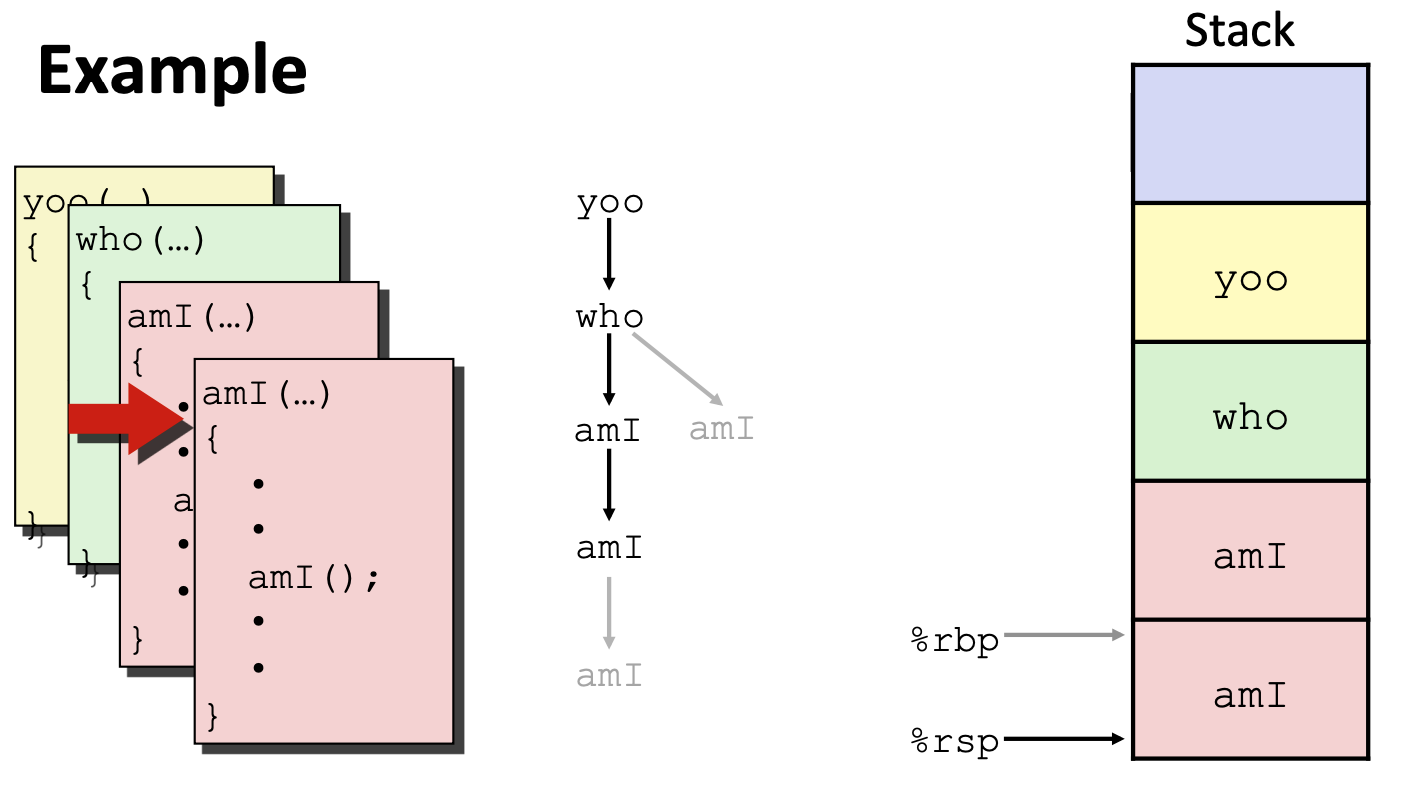 Example
yoo(…)
{
}
}
who(…)
{
}
}
amI(…)
{
•
•
a
•
•
}
amI(…)
{
•
•
amI();
•
•
}
yoo
who
amI amI
amI
amI
Stack
yoo
who
amI
amI
%rbp
%rsp